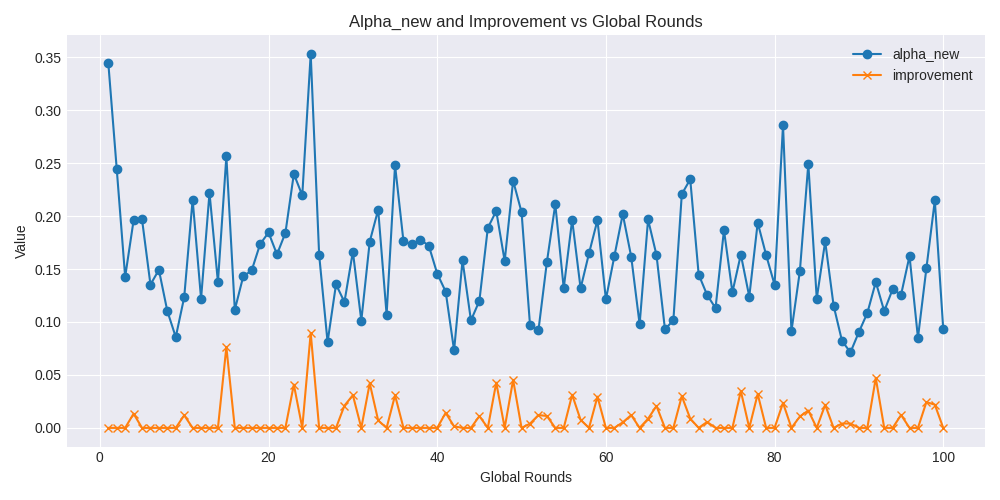 Alpha_new and Improvement vs Global Rounds
alpha_new
improvement
Value
0.35
0.30
0.25
0.20
0.15
0.10
0.05
0.00
0
20
40
60
80
100
Global Rounds